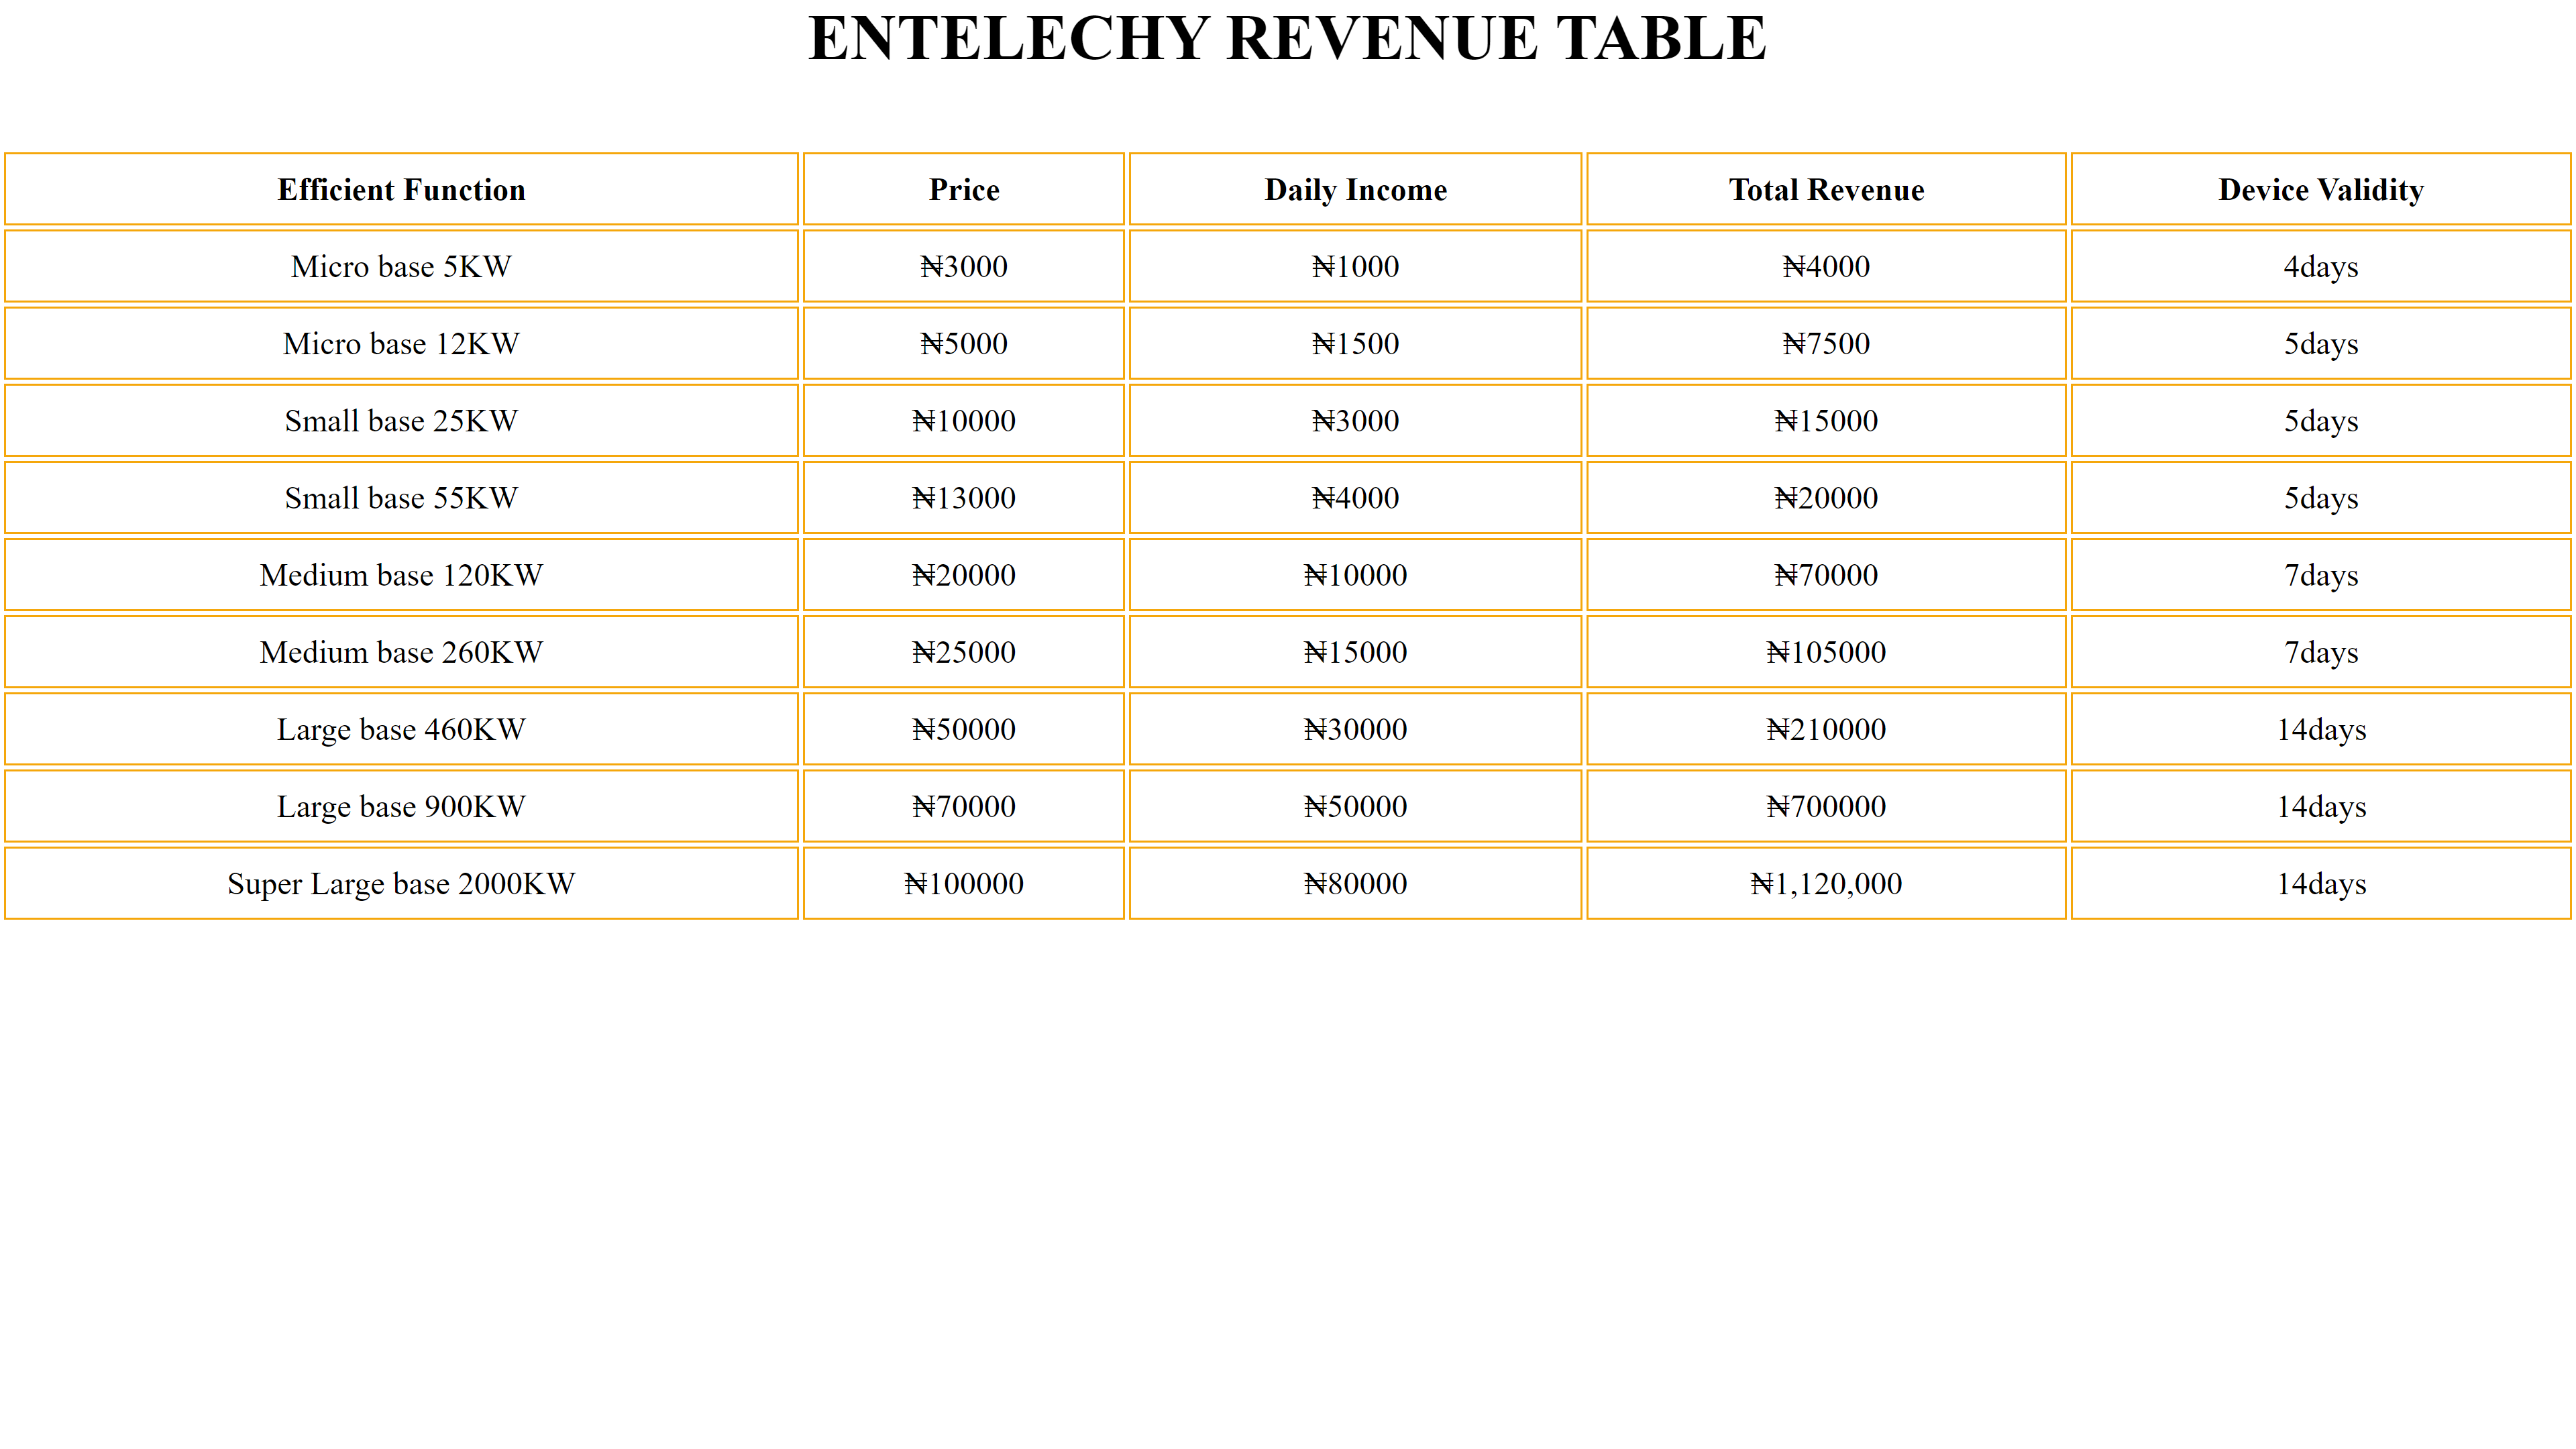 ENTELECHY REVENUE TABLE
Efficient Function Price Daily Income Total Revenue Device Validity
Micro base 5KW ₦3000 ₦1000 ₦4000 4days
Micro base 12KW ₦5000 ₦1500 ₦7500 5days
Small base 25KW ₦10000 ₦3000 ₦15000 5days
Small base 55KW ₦13000 ₦4000 ₦20000 5days
Medium base 120KW ₦20000 ₦10000 ₦70000 7days
Medium base 260KW ₦25000 ₦15000 ₦105000 7days
Large base 460KW ₦50000 ₦30000 ₦210000 14days
Large base 900KW ₦70000 ₦50000 ₦700000 14days
Super Large base 2000KW ₦100000 ₦80000 ₦1,120,000 14days